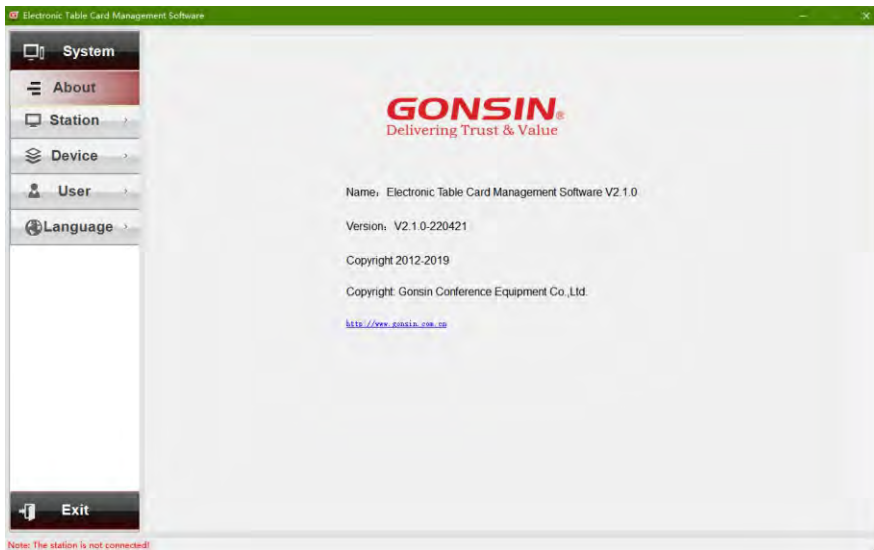 Electronic Table Card Management Software
System
About
Station
Device
User
Language
Exit
GONSIN®
Delivering Trust & Value
Name：Electronic Table Card Management Software V2.1.0
Version：V2.1.0-220421
Copyright 2012-2019
Copyright: Gonsin Conference Equipment Co.,Ltd.
http://www.gonsin.com.cn
Note: The station is not connected!